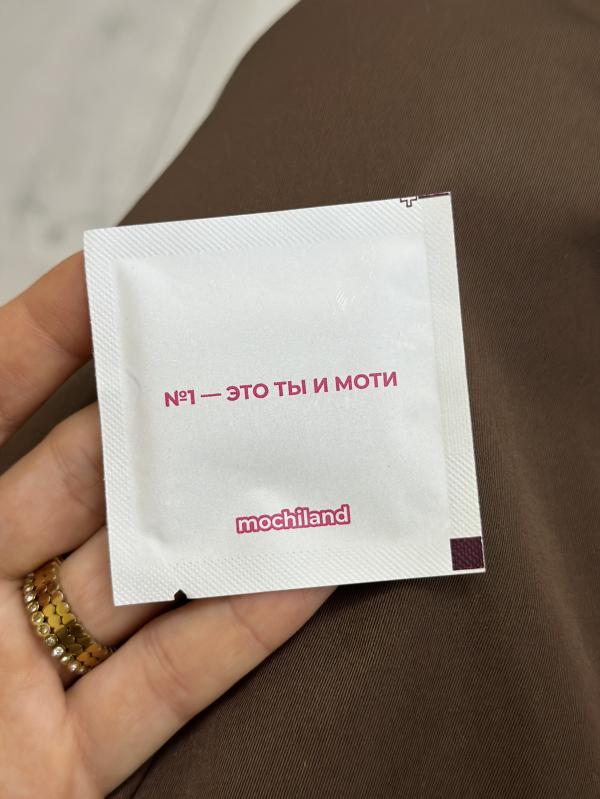 №1 — ЭТО ТЫ И МОТИ
mochiland